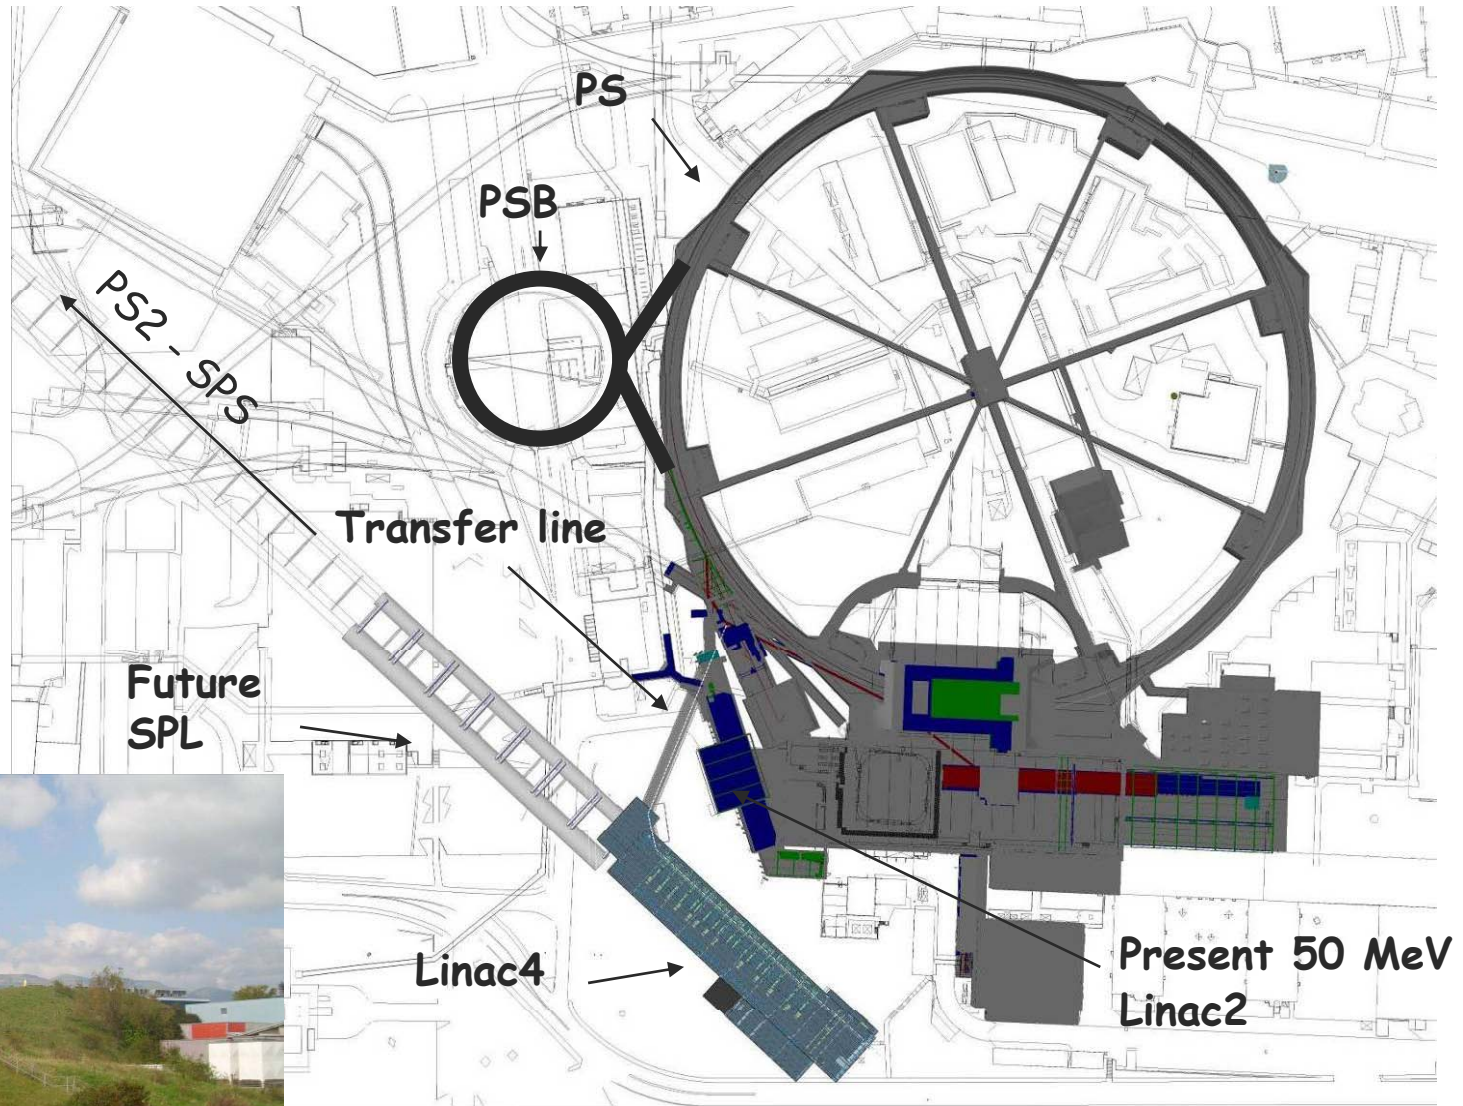 PS
PSB
PS2 - SPS
Transfer line
Future
SPL
Linac4
Present 50 MeV
Linac2